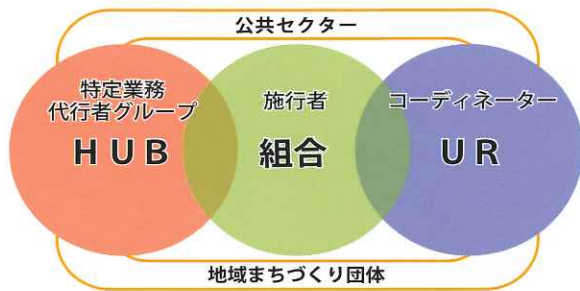 公共セクター
特定業務
代行者グループ
HUB
施行者
組合
コーディネーター
UR
地域まちづくり団体